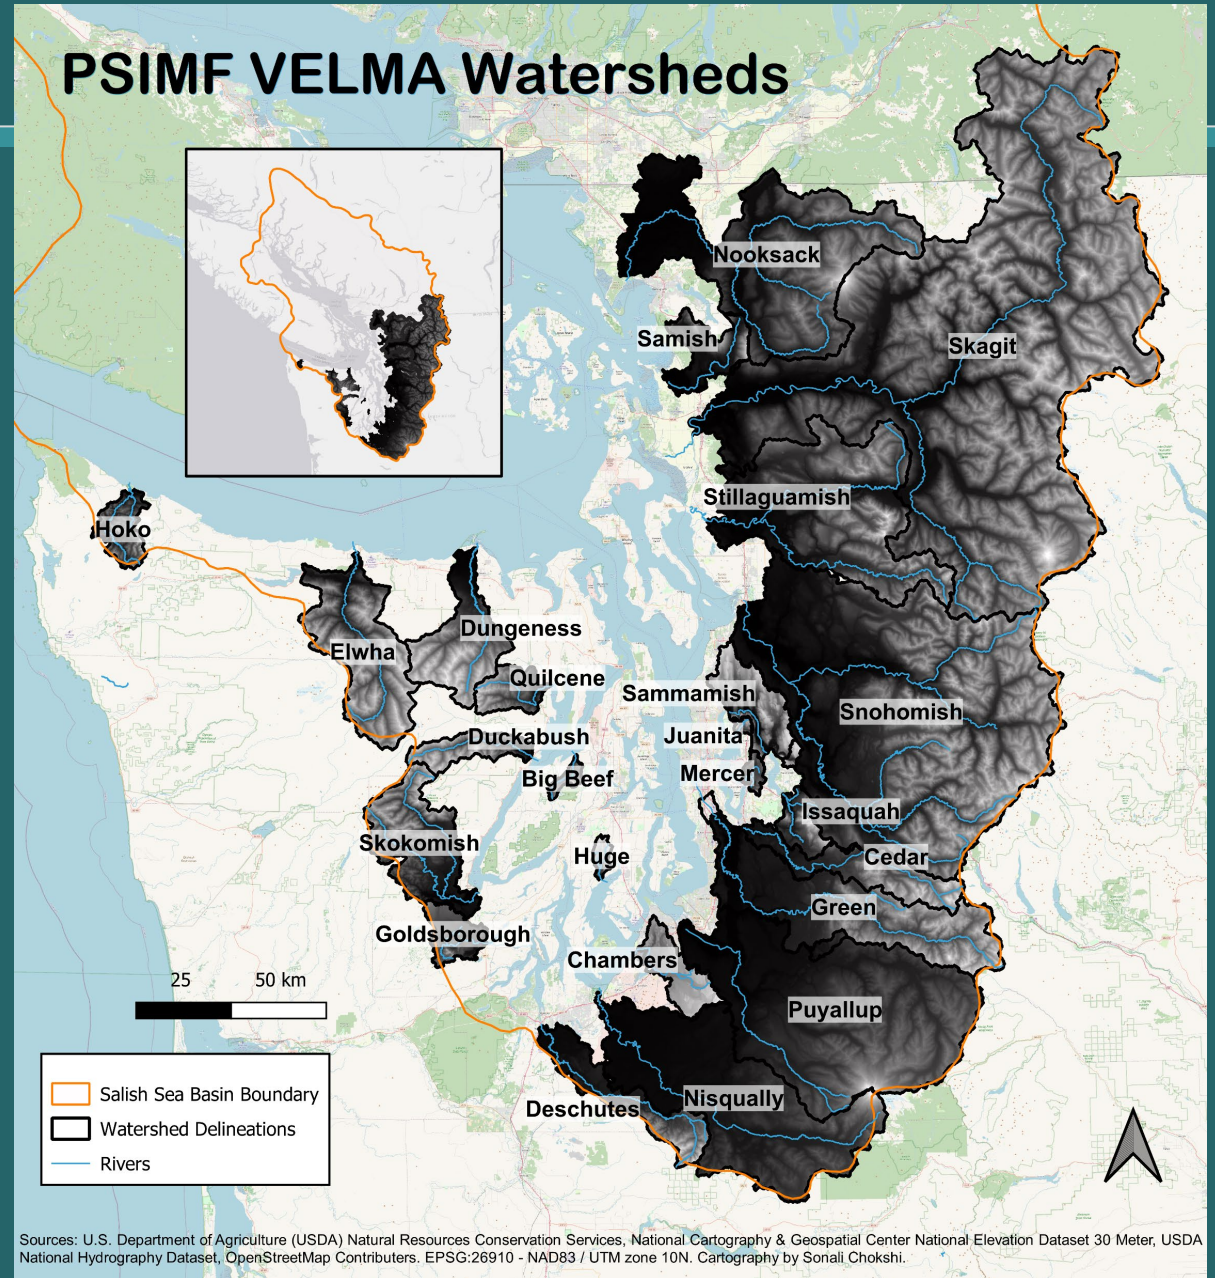 PSIMF VELMA Watersheds
Nooksack
Samish
Skagit
Stillaguamish
Hoko
Dungeness
Elwha
Quilcene
Sammamish
Snohomish
Duckabush
Juanita
Big Beef
Mercer
Issaquah
Skokomish
Huge
Cedar
Green
Goldsborough
Chambers
25 50 km
Puyallup
Nisqually
Deschutes
Salish Sea Basin Boundary
Watershed Delineations
Rivers
Sources: U.S. Department of Agriculture (USDA) Natural Resources Conservation Services, National Cartography & Geospatial Center National Elevation Dataset 30 Meter, USDA
National Hydrography Dataset, OpenStreetMap Contributers. EPSG:26910 - NAD83 / UTM zone 10N. Cartography by Sonali Chokshi.